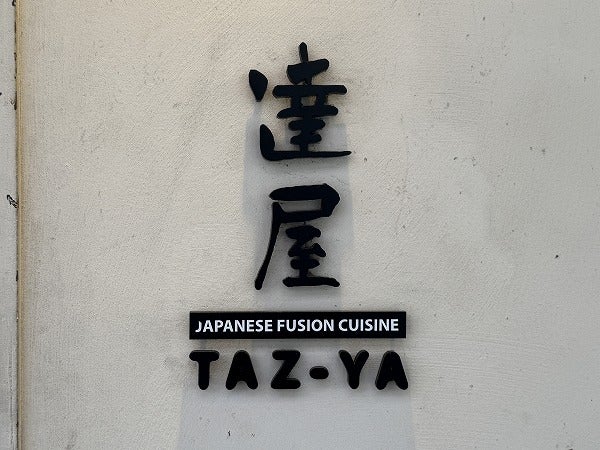 達
屋
JAPANESE FUSION CUISINE
TAZ-YA